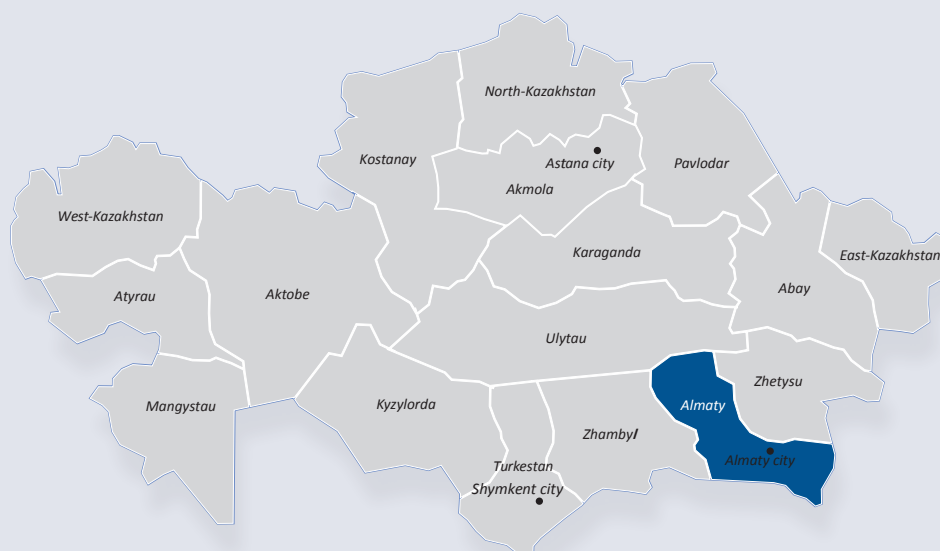 North-Kazakhstan
Kostanay
Astana city
Pavlodar
Akmola
West-Kazakhstan
Karaganda
East-Kazakhstan
Atyrau
Aktobe
Abay
Ulytau
Zhetysu
Mangystau
Kyzylorda
Almaty
Zhambyl
Almaty city
Turkestan
Shymkent city